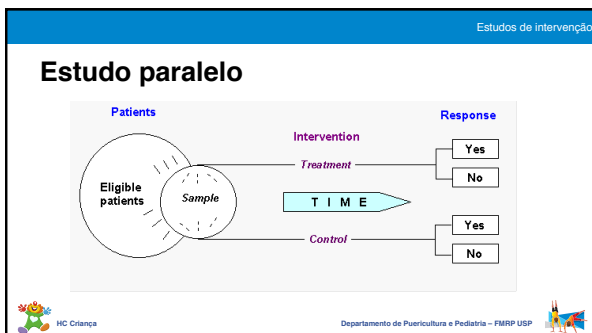 Estudos de intervenção
Estudo paralelo
Patients
Response
Intervention
Treatment
Yes
No
Eligible
patients
Sample
T I M E
Control
Yes
No
HC Criança
Departamento de Puericultura e Pediatria – FMRP USP